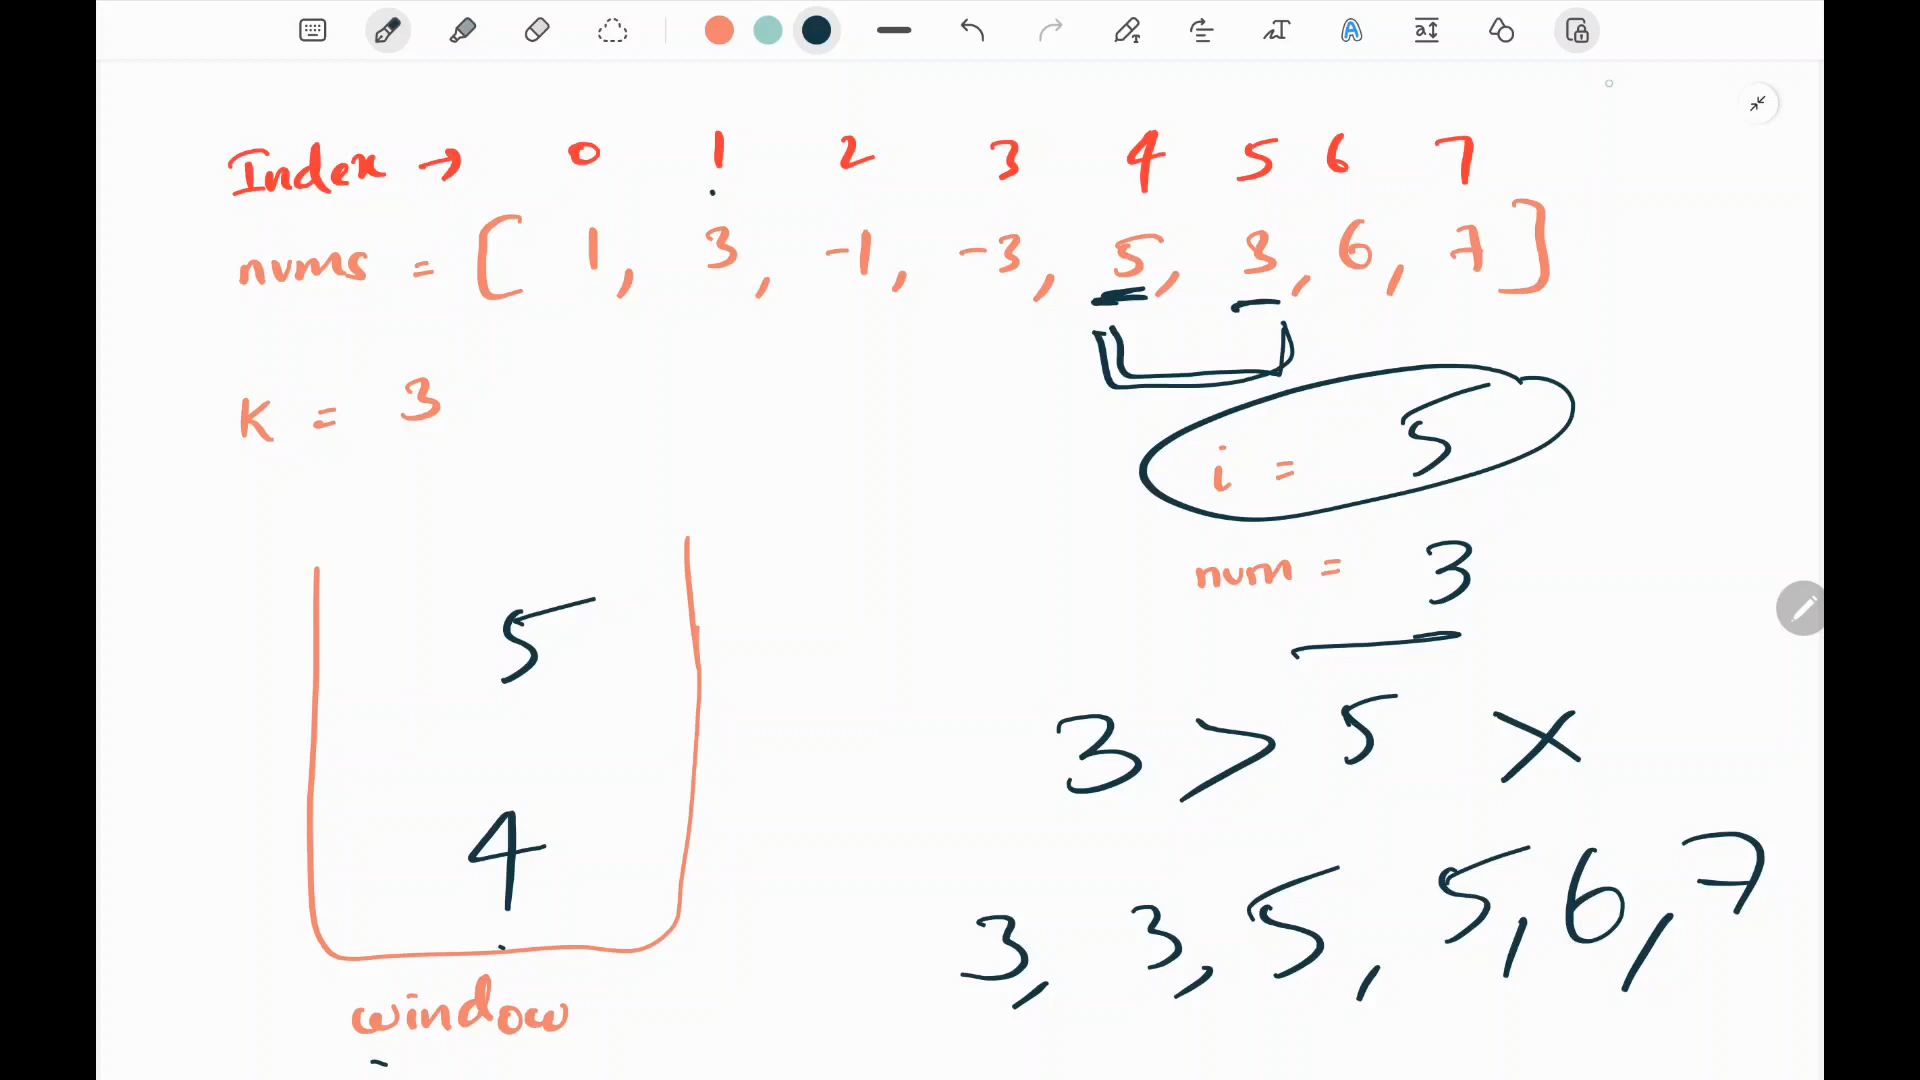 Index → 0 1 2 3 4 5 6 7
nums = [ 1, 3, -1, -3, 5, 3, 6, 7 ]
K = 3
i = 5
num = 3
3 > 5 ×
5
4
window
3, 3, 5, 5, 6, 7